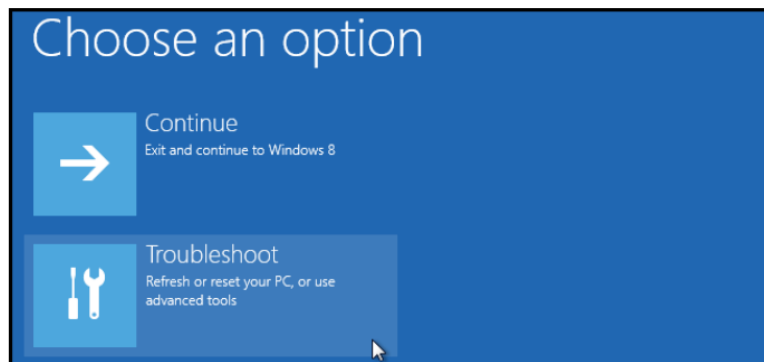 Choose an option
Continue
Exit and continue to Windows 8
Troubleshoot
Refresh or reset your PC, or use
advanced tools